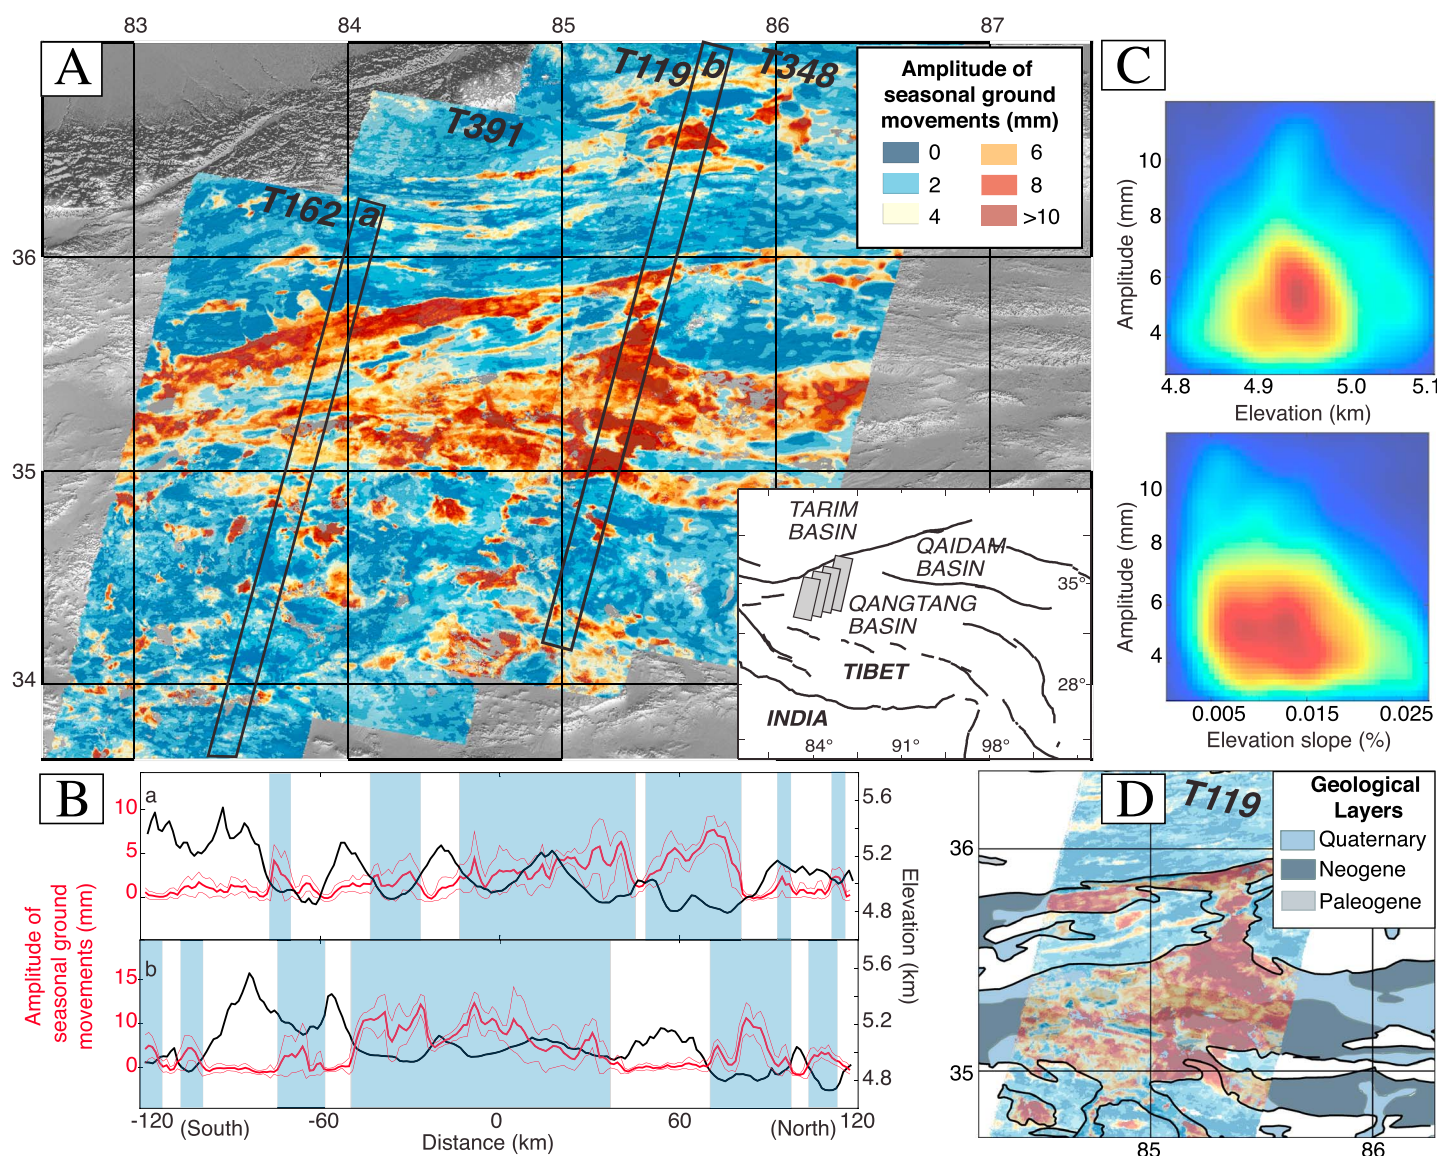 83 84 85 86 87
A
T119 b T348
T391
T162 a
Amplitude of
seasonal ground
movements (mm)
0 6
2 8
4 >10
36
35
34
TARIM
BASIN
QAIDAM
BASIN
35°
QANGTANG
BASIN
TIBET
28°
INDIA
84° 91° 98°
C
Amplitude (mm)
10
8
6
4
4.8 4.9 5.0 5.1
Elevation (km)
Amplitude (mm)
10
8
6
4
0.005 0.015 0.025
Elevation slope (%)
B
Amplitude of
seasonal ground
movements (mm)
a
10
5
0
5.6
5.2
4.8
b
15
10
0
5.6
5.2
4.8
Elevation (km)
-120 -60 0 60 120
(South) (North)
Distance (km)
D
T119
Geological
Layers
Quaternary
Neogene
Paleogene
36
35
85 86